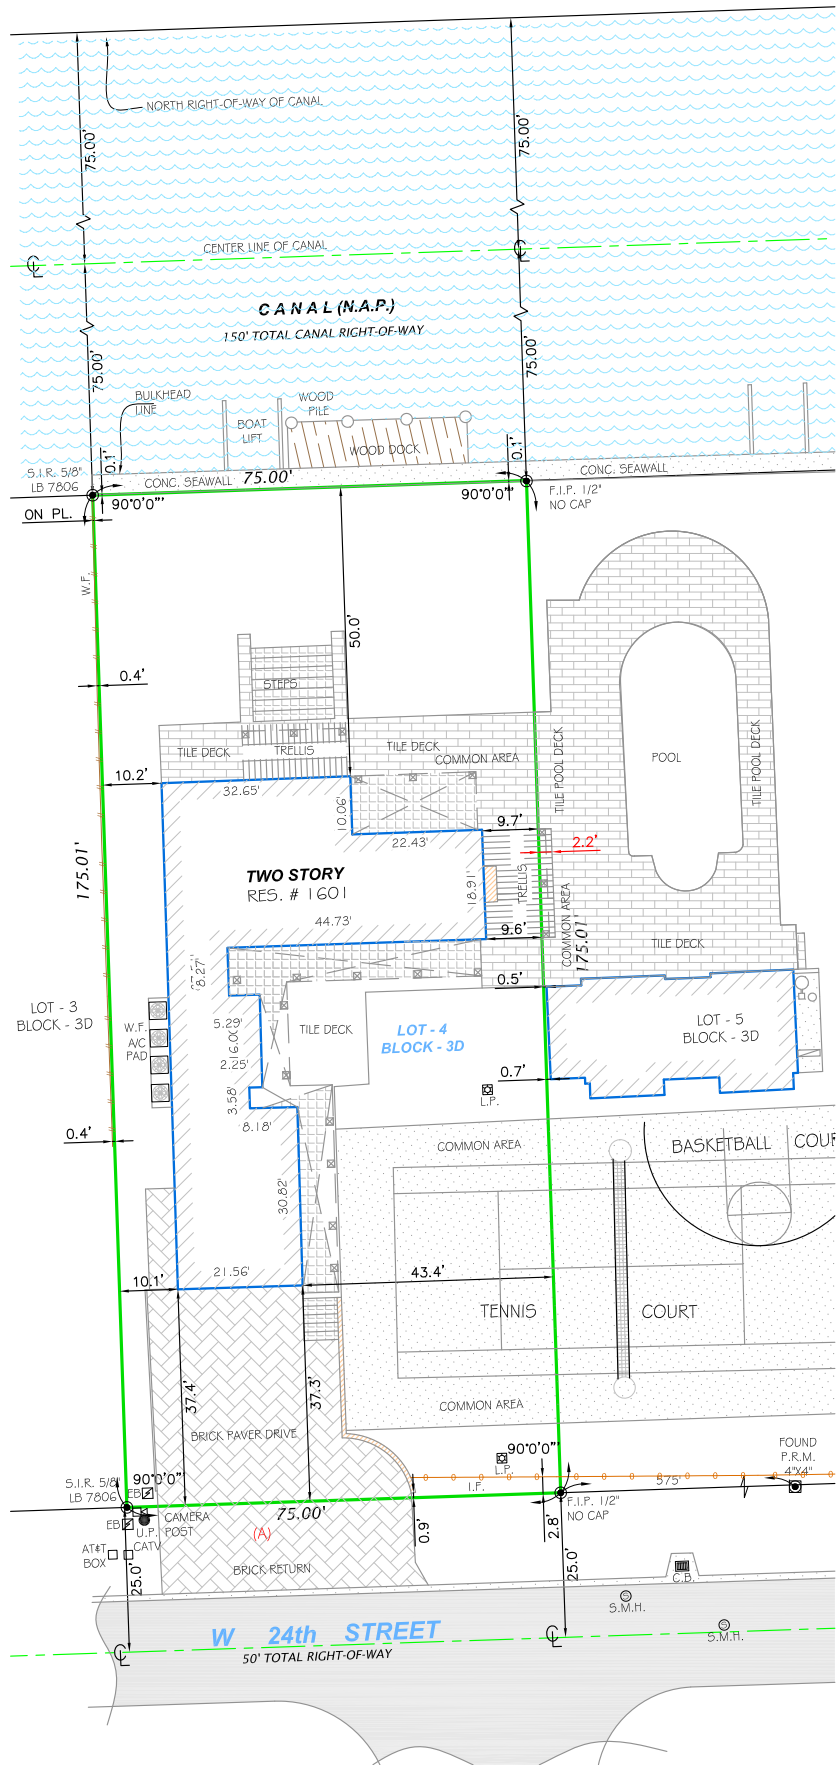 75.00'
75.00'
NORTH RIGHT-OF-WAY OF CANAL
CENTER LINE OF CANAL
CANAL (N.A.P.)
150' TOTAL CANAL RIGHT-OF-WAY
75.00'
75.00'
BULKHEAD
LINE
BOAT
LIFT
WOOD
PILE
WOOD DOCK
0.1'
0.1'
S.I.R. 5/8"
LB 7806
CONC. SEAWALL
75.00'
CONC. SEAWALL
90°0'0"
90°0'0"
F.I.P. 1/2"
NO CAP
ON PL.
W.F.
50.0'
0.4'
STEPS
TILE DECK
TRELLIS
TILE DECK
COMMON AREA
TILE POOL DECK
POOL
TILE POOL DECK
10.2'
32.65'
10.06'
22.43'
9.7'
2.2'
175.01'
TWO STORY
RES. # 1601
18.91'
TRELLIS
44.73'
9.6'
COMMON AREA
175.01'
TILE DECK
8.27'
0.5'
LOT - 3
BLOCK - 3D
W.F.
A/C
PAD
5.29'
16.00'
2.25'
TILE DECK
LOT - 4
BLOCK - 3D
LOT - 5
BLOCK - 3D
3.58'
8.18'
0.7'
L.P.
0.4'
COMMON AREA
BASKETBALL
30.82'
21.56'
10.1'
43.4'
TENNIS
COURT
37.4'
37.3'
COMMON AREA
BRICK PAVER DRIVE
90°0'0"
L.P.
FOUND
P.R.M.
4"X4"
S.I.R. 5/8"
LB 7806
90°0'0"
EB
I.F.
575'
75.00'
F.I.P. 1/2"
NO CAP
CAMERA
POST
EB
U.P.
CATV
(A)
0.9'
2.8'
AT&T
BOX
25.0'
BRICK RETURN
25.0'
C.B.
S.M.H.
S.M.H.
W 24th STREET
50' TOTAL RIGHT-OF-WAY